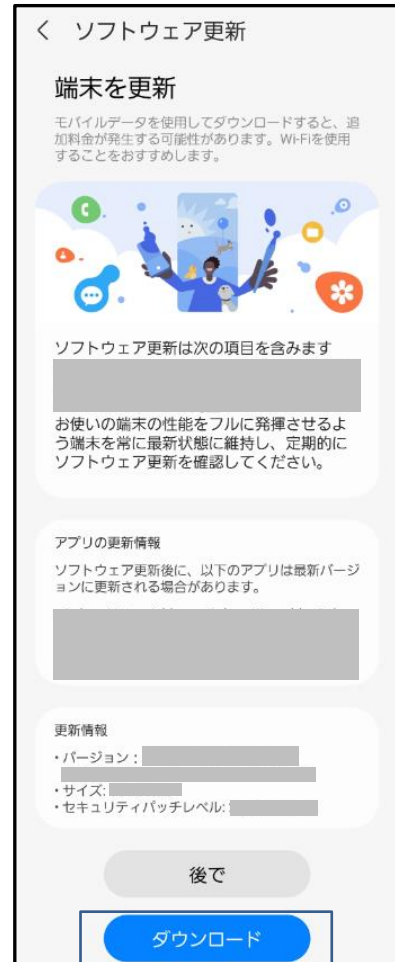 く ソフトウェア更新
端末を更新
モバイルデータを使用してダウンロードすると、追
加料金が発生する可能性があります。Wi-Fiを使用
することをおすすめします。
ソフトウェア更新は次の項目を含みます
お使いの端末の性能をフルに発揮させるよ
う端末を常に最新状態に維持し、定期的に
ソフトウェア更新を確認してください。
アプリの更新情報
ソフトウェア更新後に、以下のアプリは最新バージ
ョンに更新される場合があります。
更新情報
・バージョン :
・サイズ:
・セキュリティパッチレベル:
後で
ダウンロード